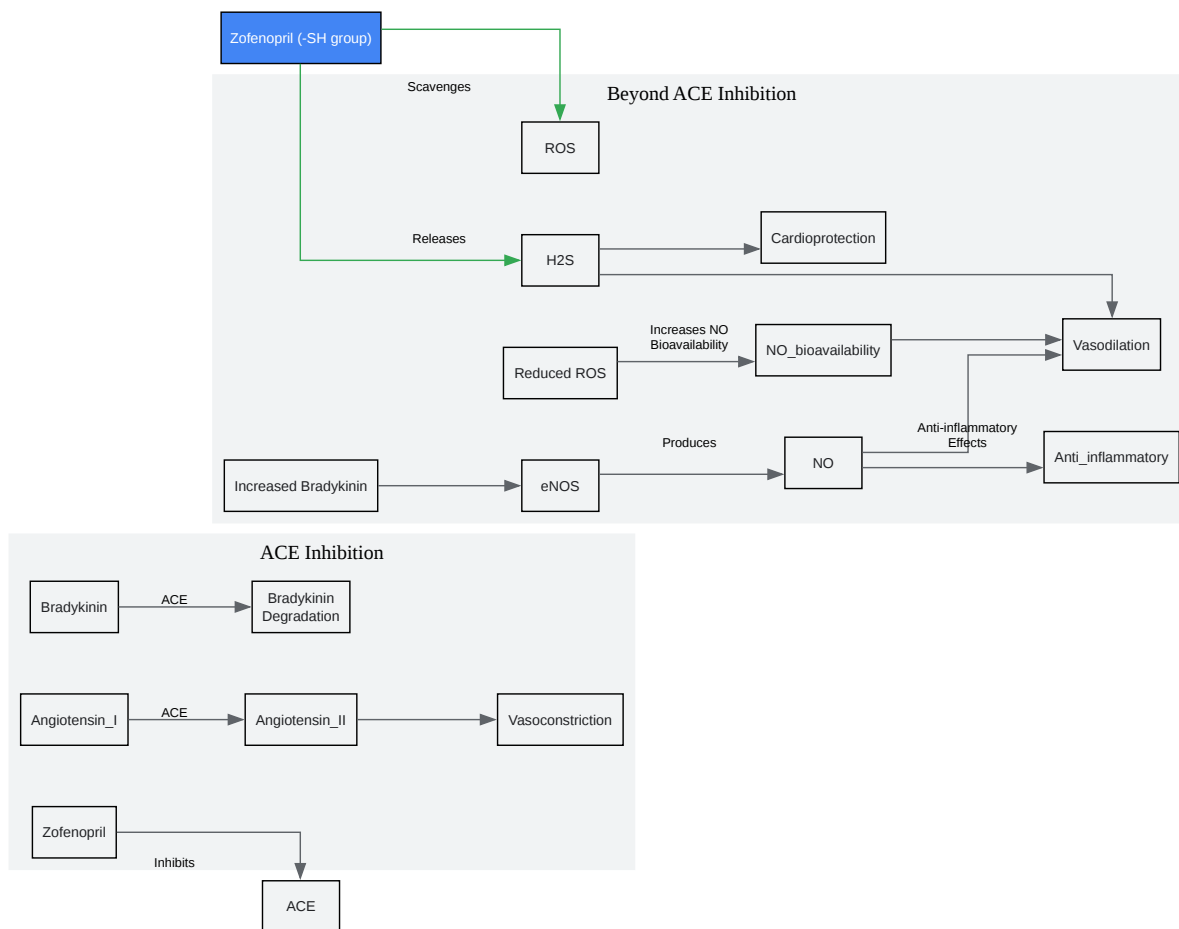 Zofenopril (-SH group)
Scavenges
Beyond ACE Inhibition
ROS
Releases
H2S
Cardioprotection
Increases NO
Bioavailability
Reduced ROS
NO_bioavailability
Vasodilation
Produces
NO
Anti-inflammatory
Effects
Anti_inflammatory
Increased Bradykinin
eNOS
ACE Inhibition
Bradykinin
ACE
Bradykinin
Degradation
Angiotensin_I
ACE
Angiotensin_II
Vasoconstriction
Zofenopril
Inhibits
ACE